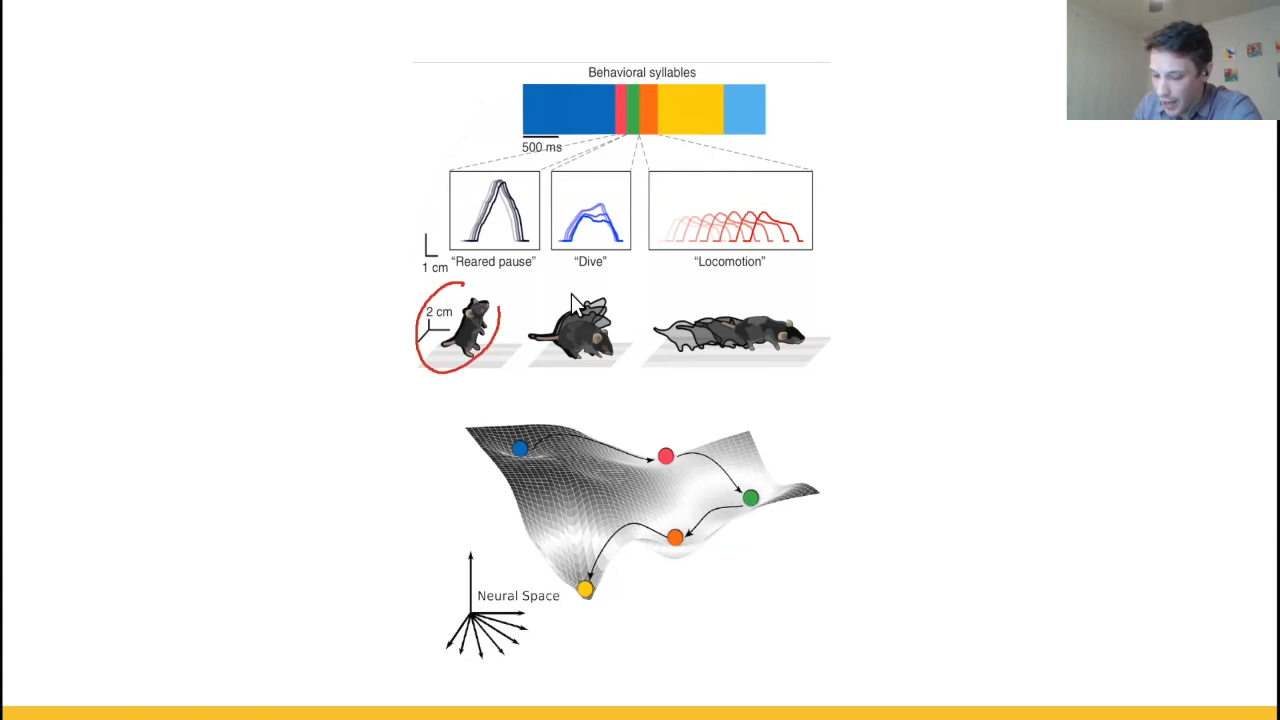 Behavioral syllables
500 ms
1 cm
“Reared pause”
“Dive”
“Locomotion”
2 cm
Neural Space